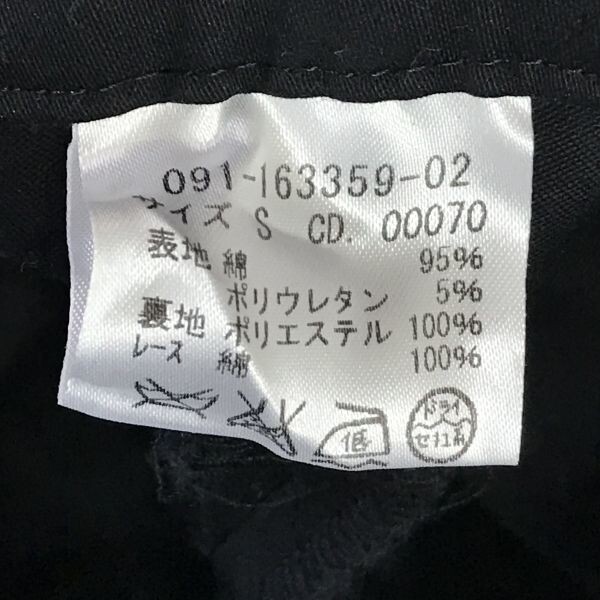 091-163359-02
サイズ S CD. 00070
表地 綿 95%
ポリウレタン 5%
裏地 ポリエステル 100%
レース 綿 100%
低 ドライ
セキユ系